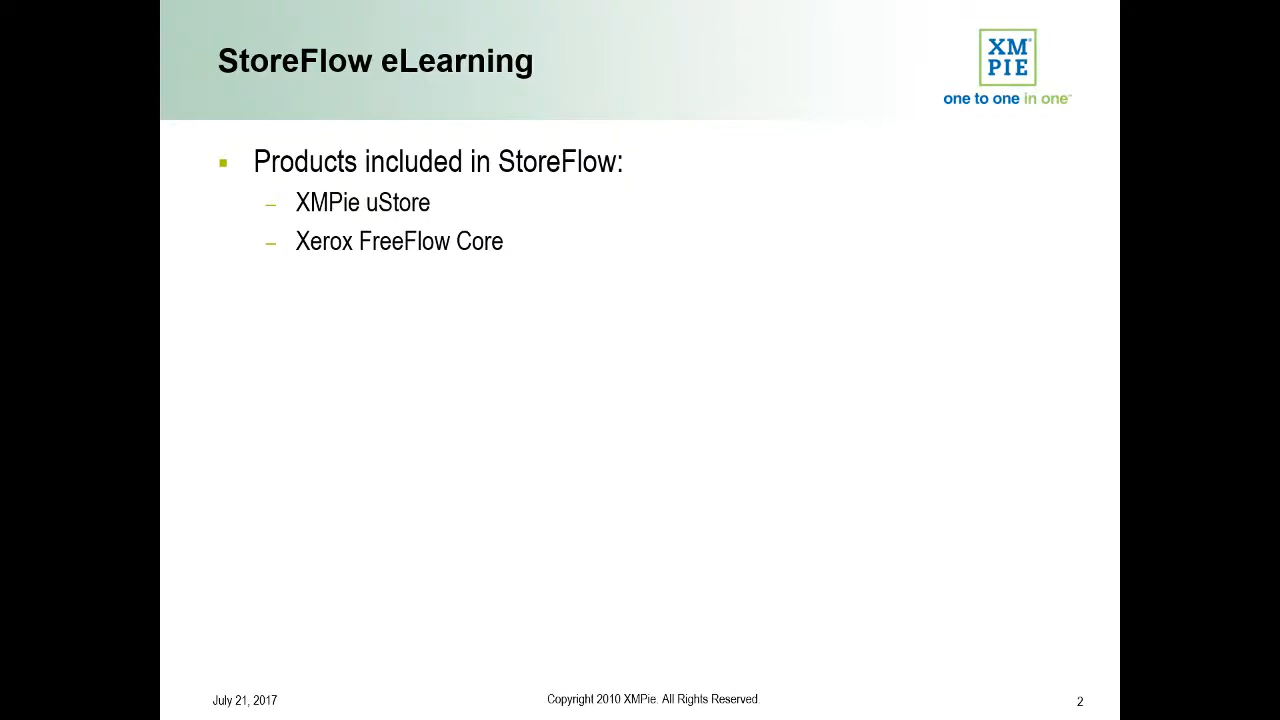 StoreFlow eLearning
XM®
PIE
one to one in one™
▪ Products included in StoreFlow:
– XMPie uStore
– Xerox FreeFlow Core
July 21, 2017
Copyright 2010 XMPie. All Rights Reserved.
2